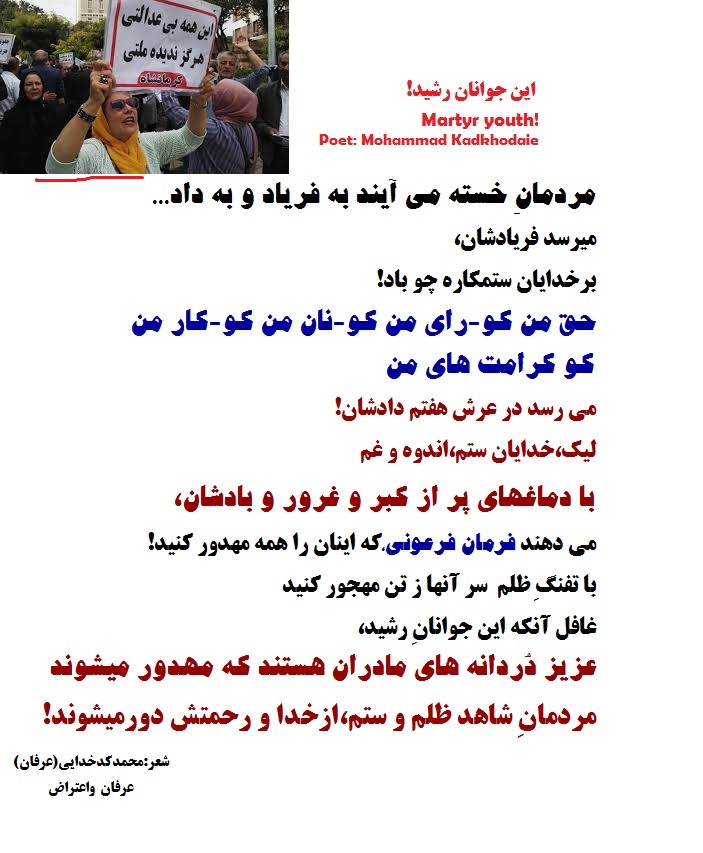 این همه بی عدالتی
هرگز ندیده ملتی
کرمانشاه
این جوانان رشید!
Martyr youth!
Poet: Mohammad Kadkhodaie
مردمانِ خسته می آیند به فریاد و به داد...
میرسد فریادشان،
برخدایان ستمکاره چو باد!
حق من کو-رای من کو-نان من کو-کار من
کو کرامت های من
می رسد در عرش هفتم دادشان!
لیک،خدایان ستم،اندوه و غم
با دماغهای پر از کبر و غرور و بادشان،
می دهند فرمان فرعونی،که اینان را همه مهدور کنید!
با تفنگِ ظلم سر آنها ز تن مهجور کنید
غافل آنکه این جوانانِ رشید،
عزیز دُردانه های مادران هستند که مهدور میشوند
مردمانِ شاهد ظلم و ستم،ازخدا و رحمتش دورمیشوند!
شعر:محمدکدخدایی(عرفان)
عرفان واعتراض